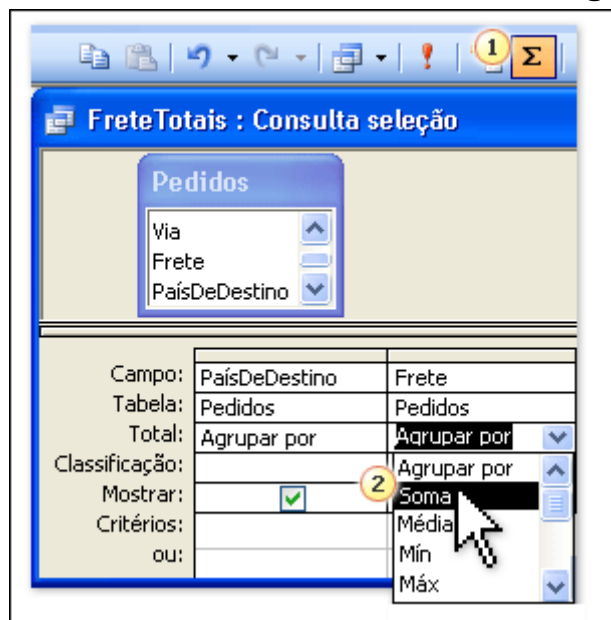 1 Σ
FreteTotais : Consulta seleção
Pedidos
Via
Frete
PaísDeDestino
Campo: PaísDeDestino Frete
Tabela: Pedidos Pedidos
Total: Agrupar por Agrupar por
Classificação: Agrupar por
Mostrar: 2 Soma
Critérios: Média
ou: Mín
Máx